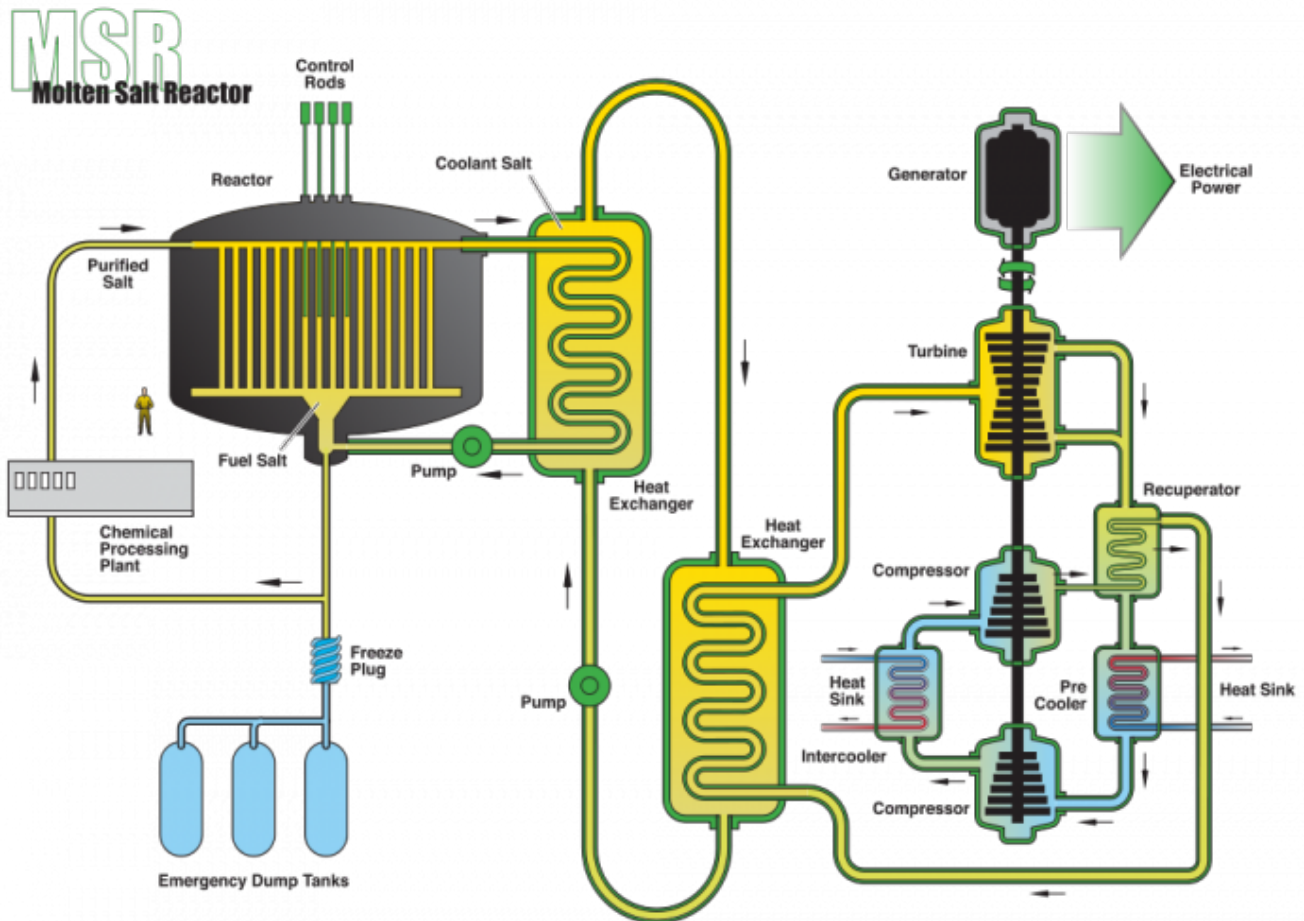 MSR
Molten Salt Reactor
Control
Rods
Reactor
Coolant Salt
Generator
Electrical
Power
Purified
Salt
Turbine
Fuel Salt
Pump
Heat
Exchanger
Recuperator
Chemical
Processing
Plant
Heat
Exchanger
Compressor
Freeze
Plug
Pump
Heat
Sink
Pre
Cooler
Heat Sink
Intercooler
Compressor
Emergency Dump Tanks